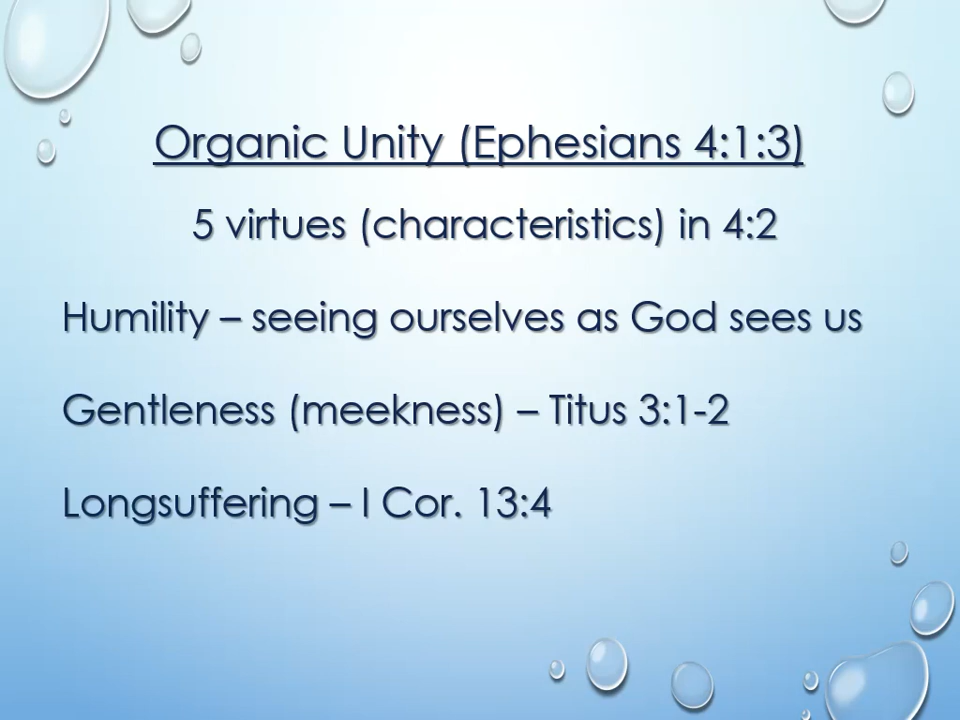 Organic Unity (Ephesians 4:1:3)
5 virtues (characteristics) in 4:2
Humility – seeing ourselves as God sees us
Gentleness (meekness) – Titus 3:1-2
Longsuffering – I Cor. 13:4